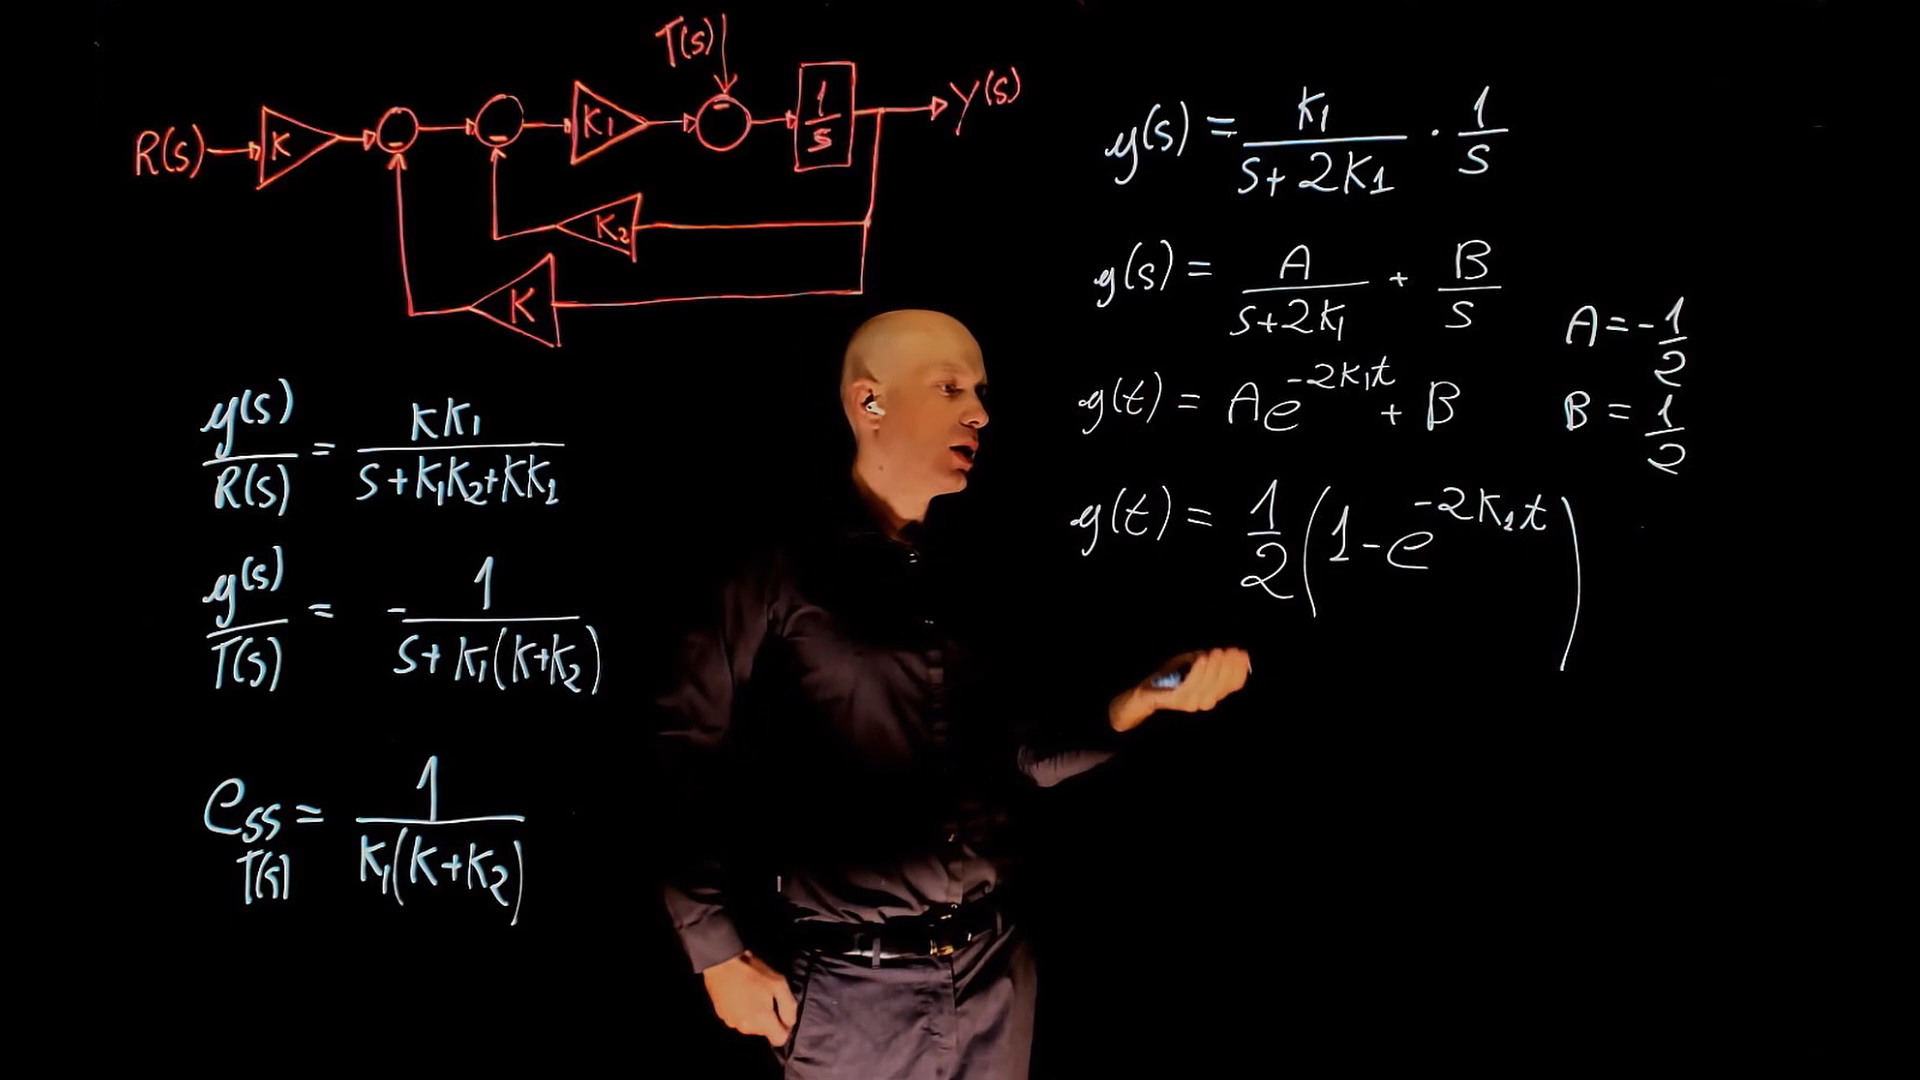 T(s)
R(s) K - - K1 - 1/s Y(s)
K2
K
y(s)/R(s) = KK1/(s+K1K2+KK1)
y(s)/T(s) = -1/(s+K1(K+K2))
ess T(s) = 1/(K1(K+K2))
y(s) = K1/(s+2K1) · 1/s
y(s) = A/(s+2K1) + B/s
A = -1/2
y(t) = Ae^(-2K1t) + B
B = 1/2
y(t) = 1/2(1-e^(-2K1t))